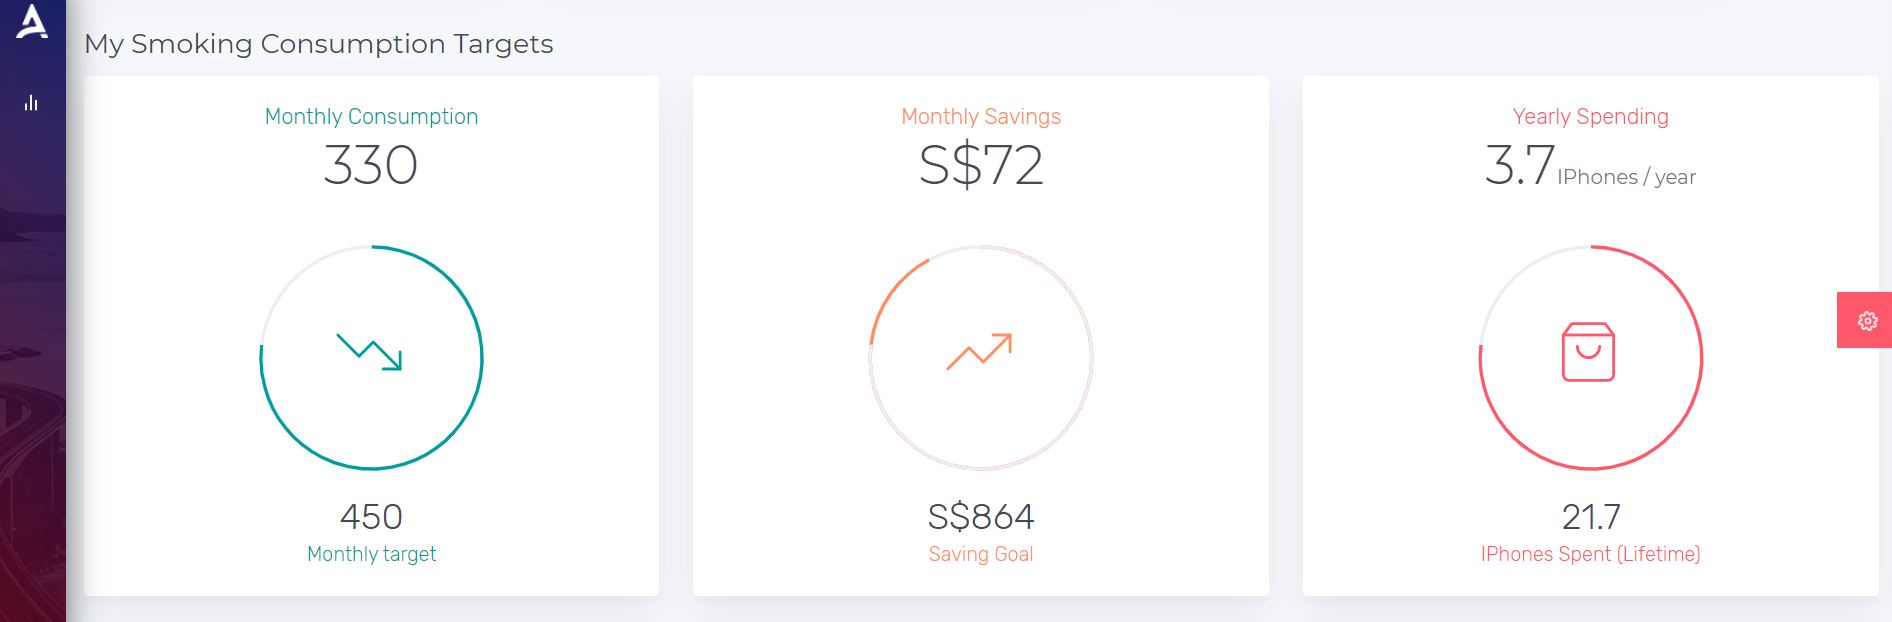 My Smoking Consumption Targets
Monthly Consumption
330
450
Monthly target
Monthly Savings
S$72
S$864
Saving Goal
Yearly Spending
3.7 IPhones / year
21.7
IPhones Spent (Lifetime)